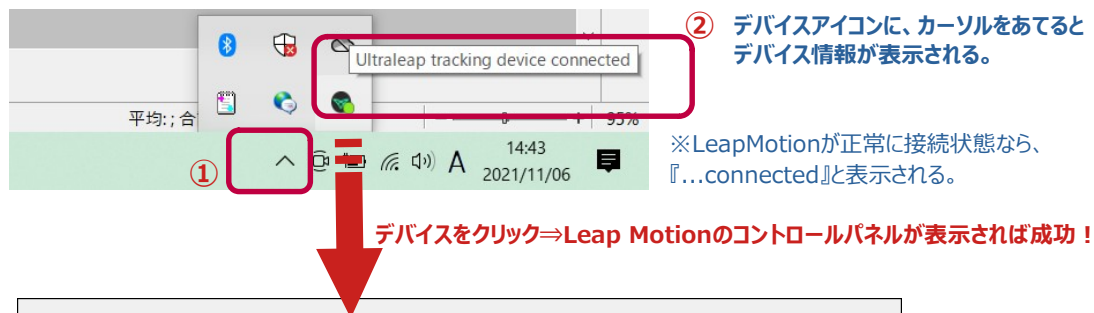 ② デバイスアイコンに、カーソルをあてると
デバイス情報が表示される。
Ultraleap tracking device connected
平均: ; 合
95%
※LeapMotionが正常に接続状態なら、
『...connected』と表示される。
①
A
14:43
2021/11/06
デバイスをクリック⇒Leap Motionのコントロールパネルが表示れば成功！